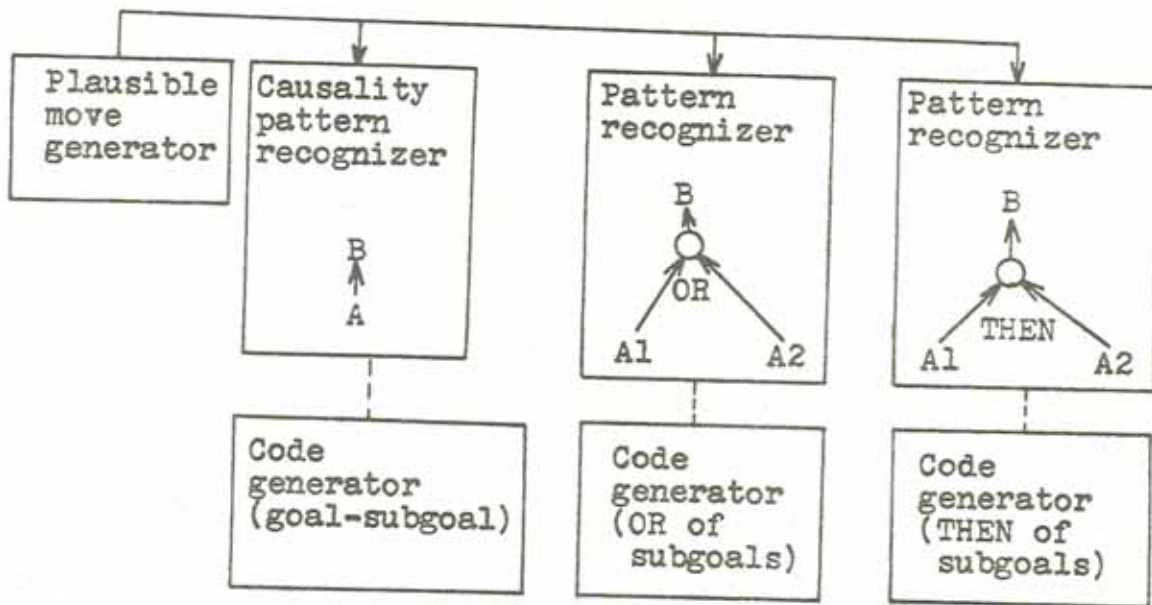 Plausible
move
generator
Causality
pattern
recognizer
B
A
Pattern
recognizer
B
OR
A1
A2
Pattern
recognizer
B
THEN
A1
A2
Code
generator
(goal-subgoal)
Code
generator
(OR of
subgoals)
Code
generator
(THEN of
subgoals)